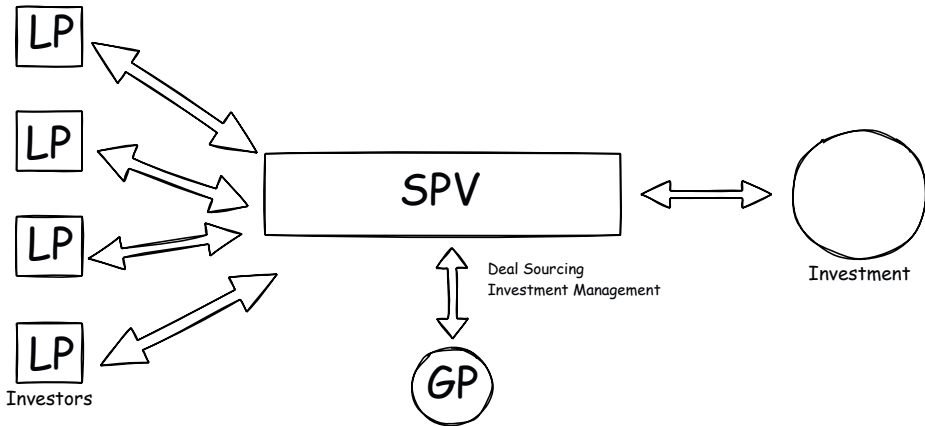 LP
LP
LP
LP
Investors
SPV
Deal Sourcing
Investment Management
GP
Investment